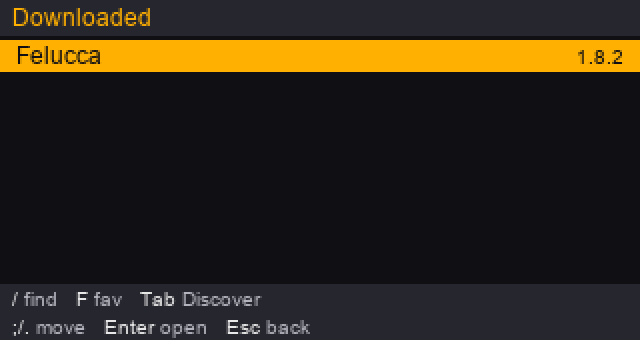 Downloaded
Felucca 1.8.2
/ find F fav Tab Discover
;/. move Enter open Esc back